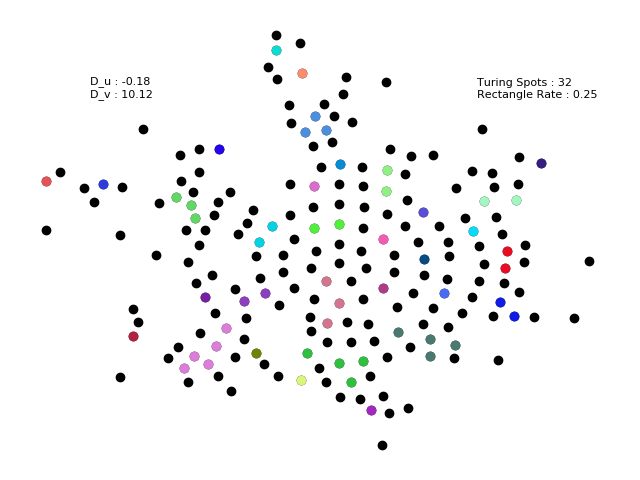 D_u : -0.18
D_v : 10.12
Turing Spots : 32
Rectangle Rate : 0.25